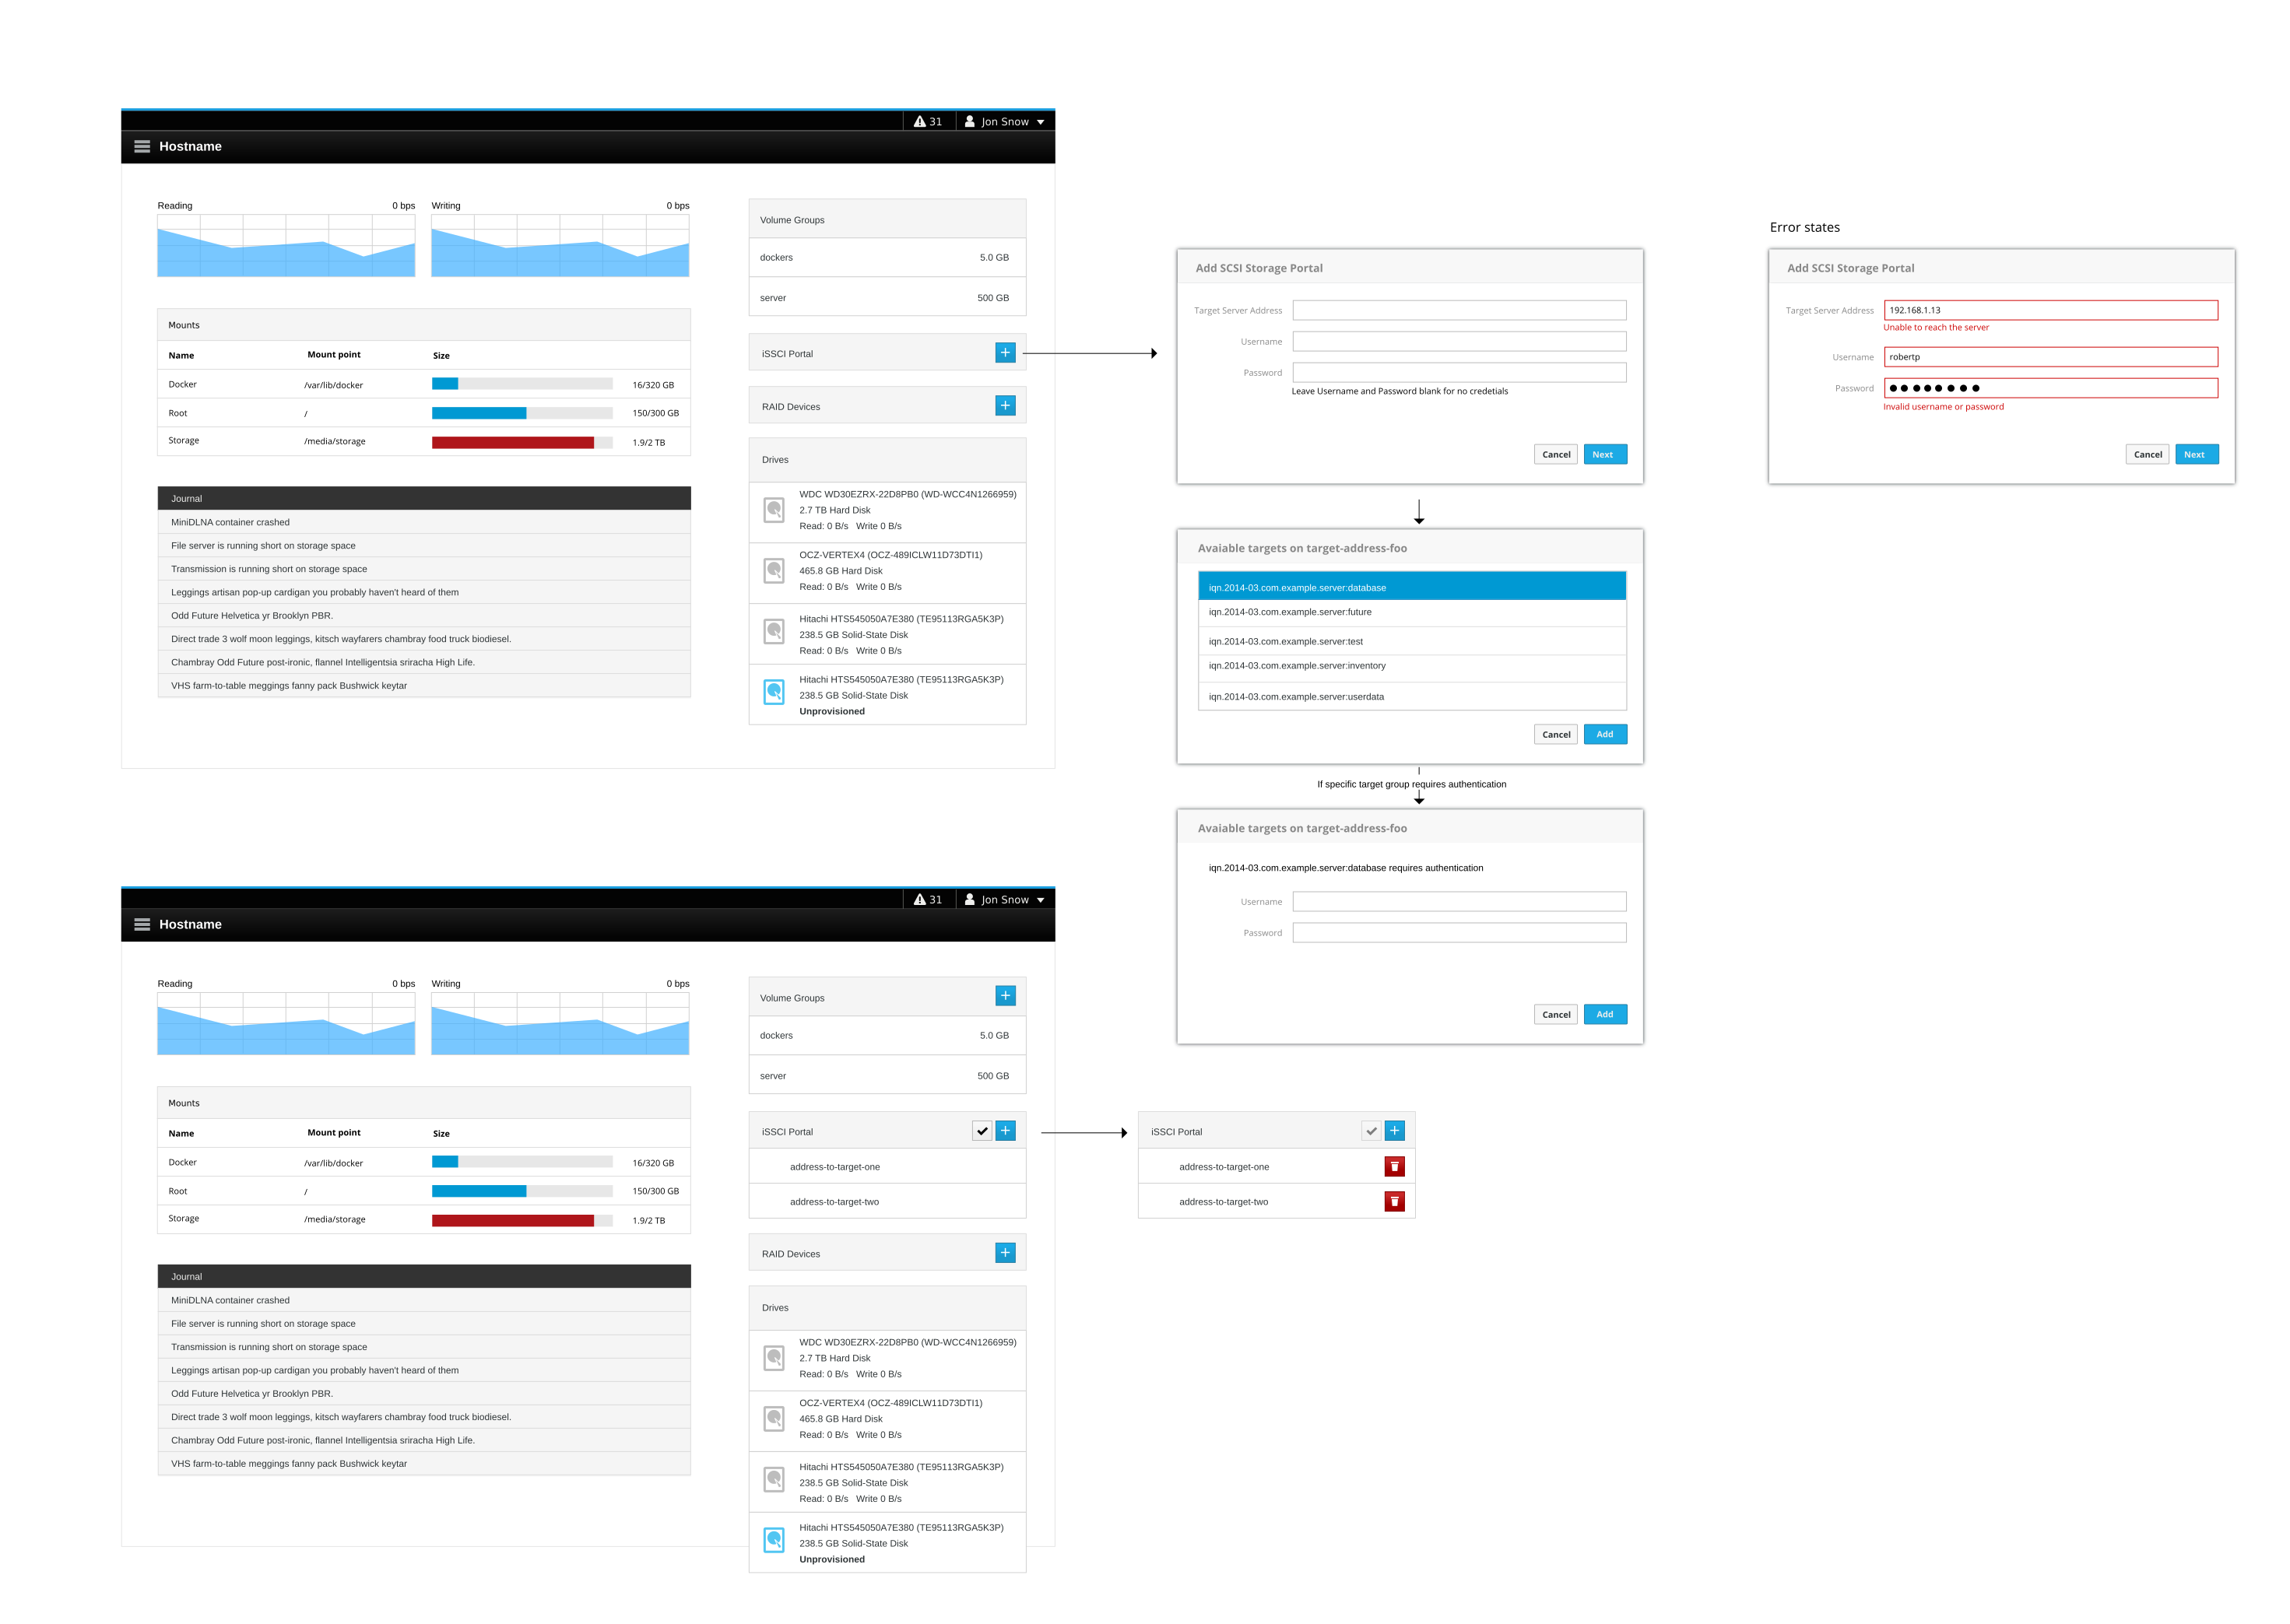 31 Jon Snow
Hostname
Reading 0 bps Writing 0 bps
Mounts
Name Mount point Size
Docker /var/lib/docker 16/320 GB
Root / 150/300 GB
Storage /media/storage 1.9/2 TB
Journal
MiniDLNA container crashed
File server is running short on storage space
Transmission is running short on storage space
Leggings artisan pop-up cardigan you probably haven't heard of them
Odd Future Helvetica yr Brooklyn PBR.
Direct trade 3 wolf moon leggings, kitsch wayfarers chambray food truck biodiesel.
Chambray Odd Future post-ironic, flannel Intelligentsia sriracha High Life.
VHS farm-to-table meggings fanny pack Bushwick keytar
Volume Groups
dockers 5.0 GB
server 500 GB
iSSCI Portal
RAID Devices
Drives
WDC WD30EZRX-22D8PB0 (WD-WCC4N1266959)
2.7 TB Hard Disk
Read: 0 B/s Write 0 B/s
OCZ-VERTEX4 (OCZ-489ICLW11D73DTI1)
465.8 GB Hard Disk
Read: 0 B/s Write 0 B/s
Hitachi HTS545050A7E380 (TE95113RGA5K3P)
238.5 GB Solid-State Disk
Read: 0 B/s Write 0 B/s
Hitachi HTS545050A7E380 (TE95113RGA5K3P)
238.5 GB Solid-State Disk
Unprovisioned
Add SCSI Storage Portal
Target Server Address
Username
Password
Leave Username and Password blank for no credetials
Cancel Next
Error states
Add SCSI Storage Portal
Target Server Address 192.168.1.13
Unable to reach the server
Username robertp
Password
Invalid username or password
Cancel Next
Avaiable targets on target-address-foo
iqn.2014-03.com.example.server:database
iqn.2014-03.com.example.server:future
iqn.2014-03.com.example.server:test
iqn.2014-03.com.example.server:inventory
iqn.2014-03.com.example.server:userdata
Cancel Add
If specific target group requires authentication
Avaiable targets on target-address-foo
iqn.2014-03.com.example.server:database requires authentication
Username
Password
Cancel Add
31 Jon Snow
Hostname
Reading 0 bps Writing 0 bps
Mounts
Name Mount point Size
Docker /var/lib/docker 16/320 GB
Root / 150/300 GB
Storage /media/storage 1.9/2 TB
Journal
MiniDLNA container crashed
File server is running short on storage space
Transmission is running short on storage space
Leggings artisan pop-up cardigan you probably haven't heard of them
Odd Future Helvetica yr Brooklyn PBR.
Direct trade 3 wolf moon leggings, kitsch wayfarers chambray food truck biodiesel.
Chambray Odd Future post-ironic, flannel Intelligentsia sriracha High Life.
VHS farm-to-table meggings fanny pack Bushwick keytar
Volume Groups
dockers 5.0 GB
server 500 GB
iSSCI Portal
address-to-target-one
address-to-target-two
RAID Devices
Drives
WDC WD30EZRX-22D8PB0 (WD-WCC4N1266959)
2.7 TB Hard Disk
Read: 0 B/s Write 0 B/s
OCZ-VERTEX4 (OCZ-489ICLW11D73DTI1)
465.8 GB Hard Disk
Read: 0 B/s Write 0 B/s
Hitachi HTS545050A7E380 (TE95113RGA5K3P)
238.5 GB Solid-State Disk
Read: 0 B/s Write 0 B/s
Hitachi HTS545050A7E380 (TE95113RGA5K3P)
238.5 GB Solid-State Disk
Unprovisioned
iSSCI Portal
address-to-target-one
address-to-target-two